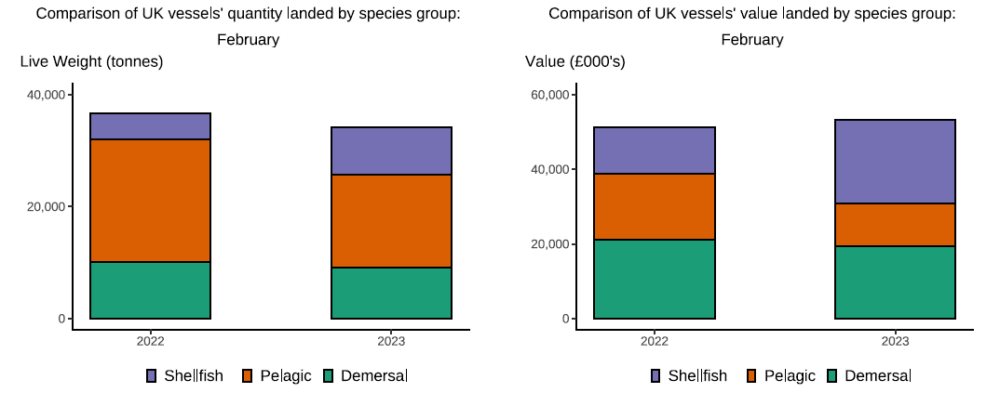 Comparison of UK vessels' quantity landed by species group:
February
Live Weight (tonnes)
40,000
20,000
0
2022
2023
Shellfish
Pelagic
Demersal
Comparison of UK vessels' value landed by species group:
February
Value (£000's)
60,000
40,000
20,000
0
2022
2023
Shellfish
Pelagic
Demersal